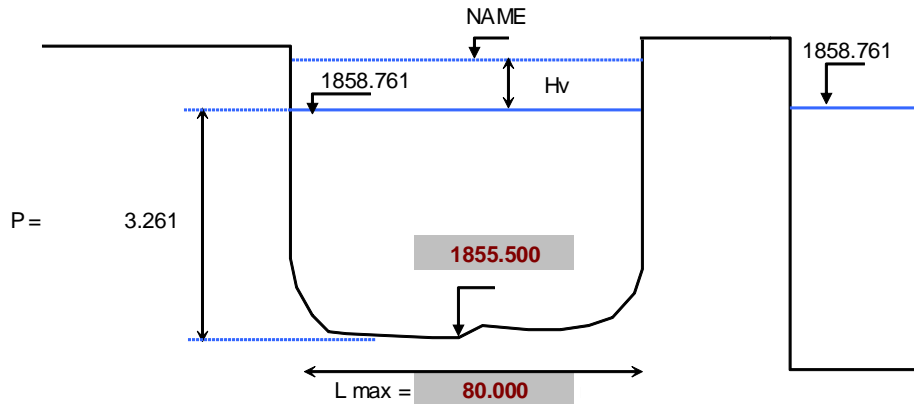 NAME
1858.761
1858.761
Hv
P = 3.261
1855.500
L max = 80.000